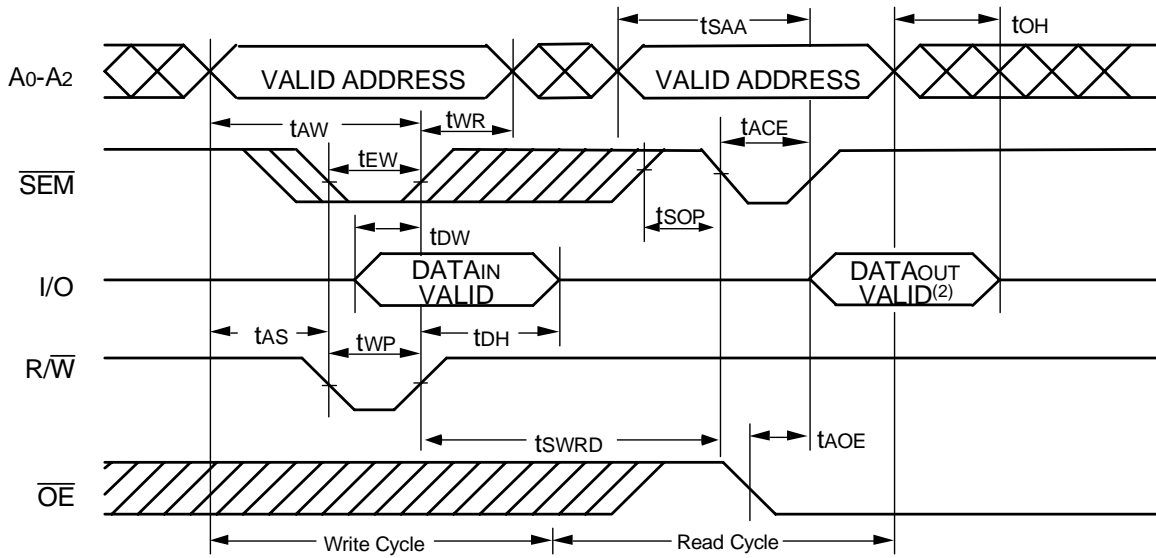 tSAA tOH
A0-A2 VALID ADDRESS VALID ADDRESS
tAW tWR tACE
tEW
SEM
tSOP
tDW
I/O DATAIN VALID DATAOUT VALID(2)
tAS tWP tDH
R/W
tSWRD tAOE
OE
Write Cycle Read Cycle